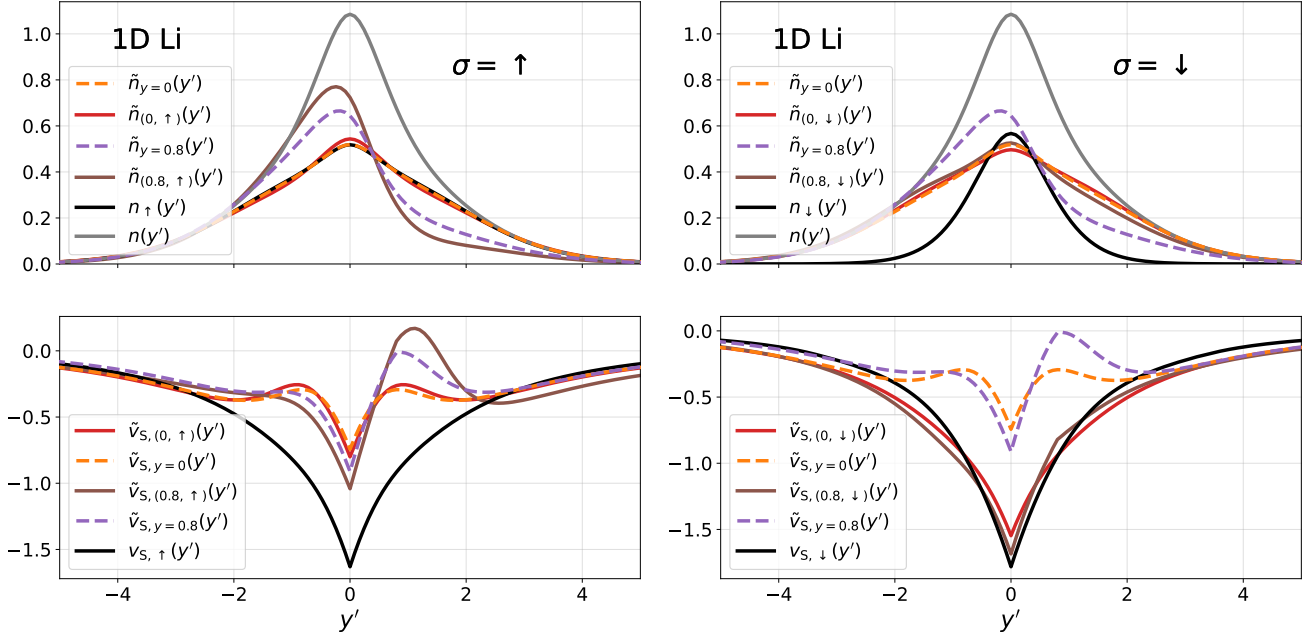 1D Li
σ = ↑
ñ_{y=0}(y′)
ñ_{(0, ↑)}(y′)
ñ_{y=0.8}(y′)
ñ_{(0.8, ↑)}(y′)
n_↑(y′)
n(y′)
1.0
0.8
0.6
0.4
0.2
0.0
1D Li
σ = ↓
ñ_{y=0}(y′)
ñ_{(0, ↓)}(y′)
ñ_{y=0.8}(y′)
ñ_{(0.8, ↓)}(y′)
n_↓(y′)
n(y′)
1.0
0.8
0.6
0.4
0.2
0.0
0.0
−0.5
−1.0
−1.5
ṽ_{S, (0, ↑)}(y′)
ṽ_{S, y=0}(y′)
ṽ_{S, (0.8, ↑)}(y′)
ṽ_{S, y=0.8}(y′)
v_{S, ↑}(y′)
−4 −2 0 2 4
y′
0.0
−0.5
−1.0
−1.5
ṽ_{S, (0, ↓)}(y′)
ṽ_{S, y=0}(y′)
ṽ_{S, (0.8, ↓)}(y′)
ṽ_{S, y=0.8}(y′)
v_{S, ↓}(y′)
−4 −2 0 2 4
y′